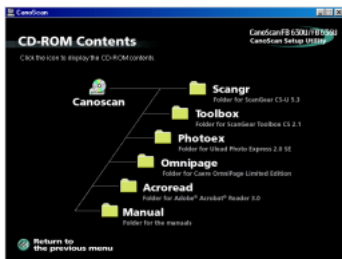 CanoScan
CD-ROM Contents
CanoScan FB 630U / FB 636U
CanoScan Setup Utility
Click the icon to display the CD-ROM contents.
Canoscan
Scangr
Folder for ScanGear CS-U 5.3
Toolbox
Folder for ScanGear Toolbox CS 2.1
Photoex
Folder for Ulead Photo Express 2.0 SE
Omnipage
Folder for Caere OmniPage Limited Edition
Acroread
Folder for Adobe® Acrobat® Reader 3.0
Manual
Folder for the manuals
Return to
the previous menu